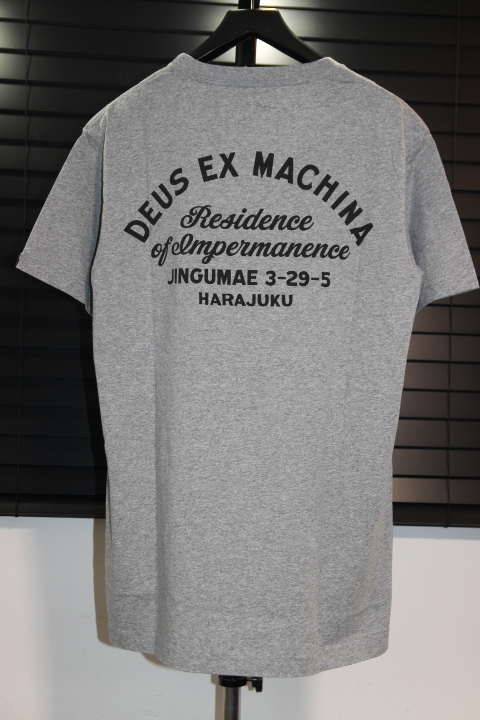 DEUS EX MACHINA
Residence
of Impermanence
JINGUMAE 3-29-5
HARAJUKU